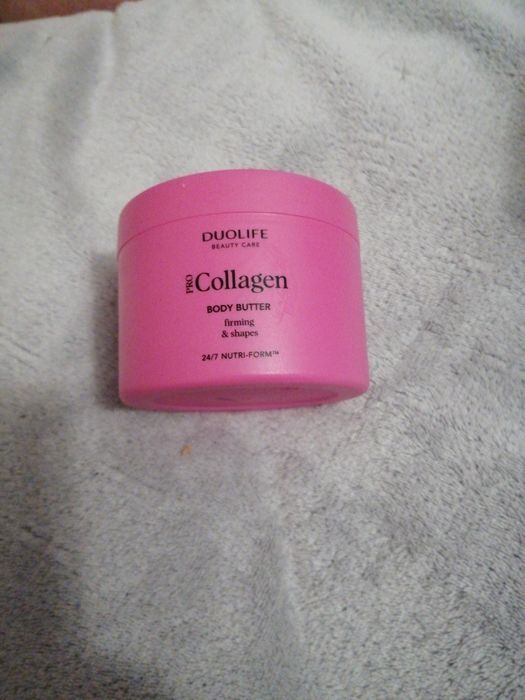 DUOLIFE
BEAUTY CARE
PRO Collagen
BODY BUTTER
firming
& shapes
24/7 NUTRI-FORM™